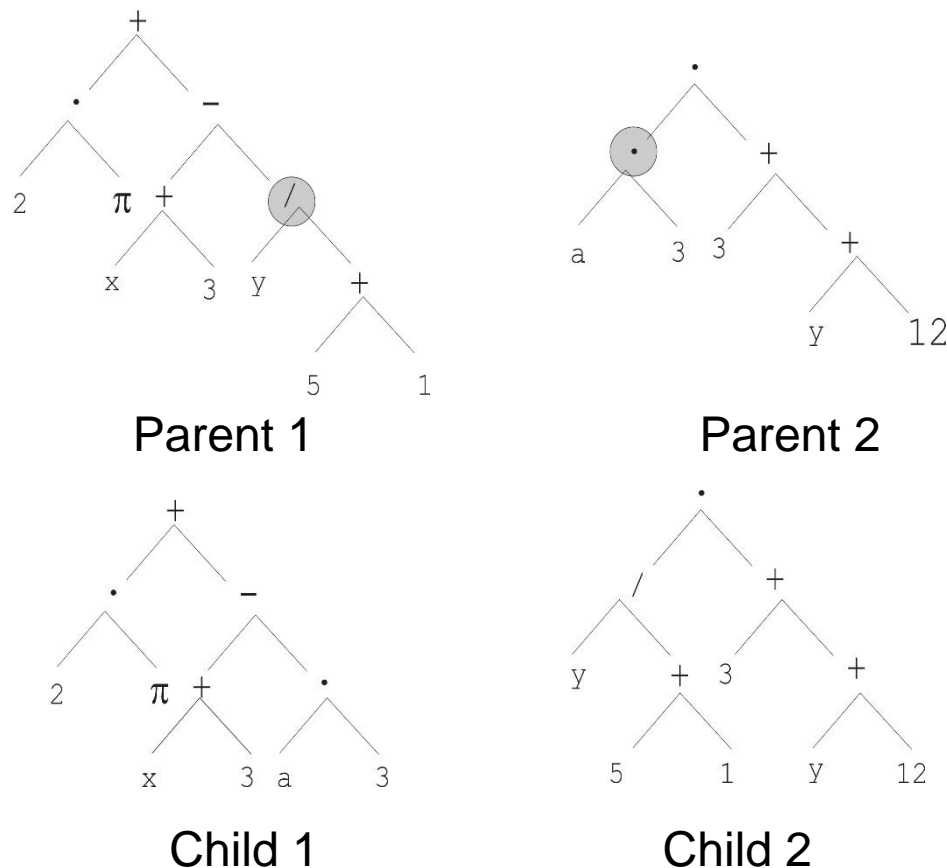 +
·
· −
· +
2 π + /
a 3 3 +
x 3 y +
y 12
5 1
Parent 1 Parent 2
·
+
/ +
· −
y + 3 +
2 π + ·
5 1 y 12
x 3 a 3
Child 1 Child 2